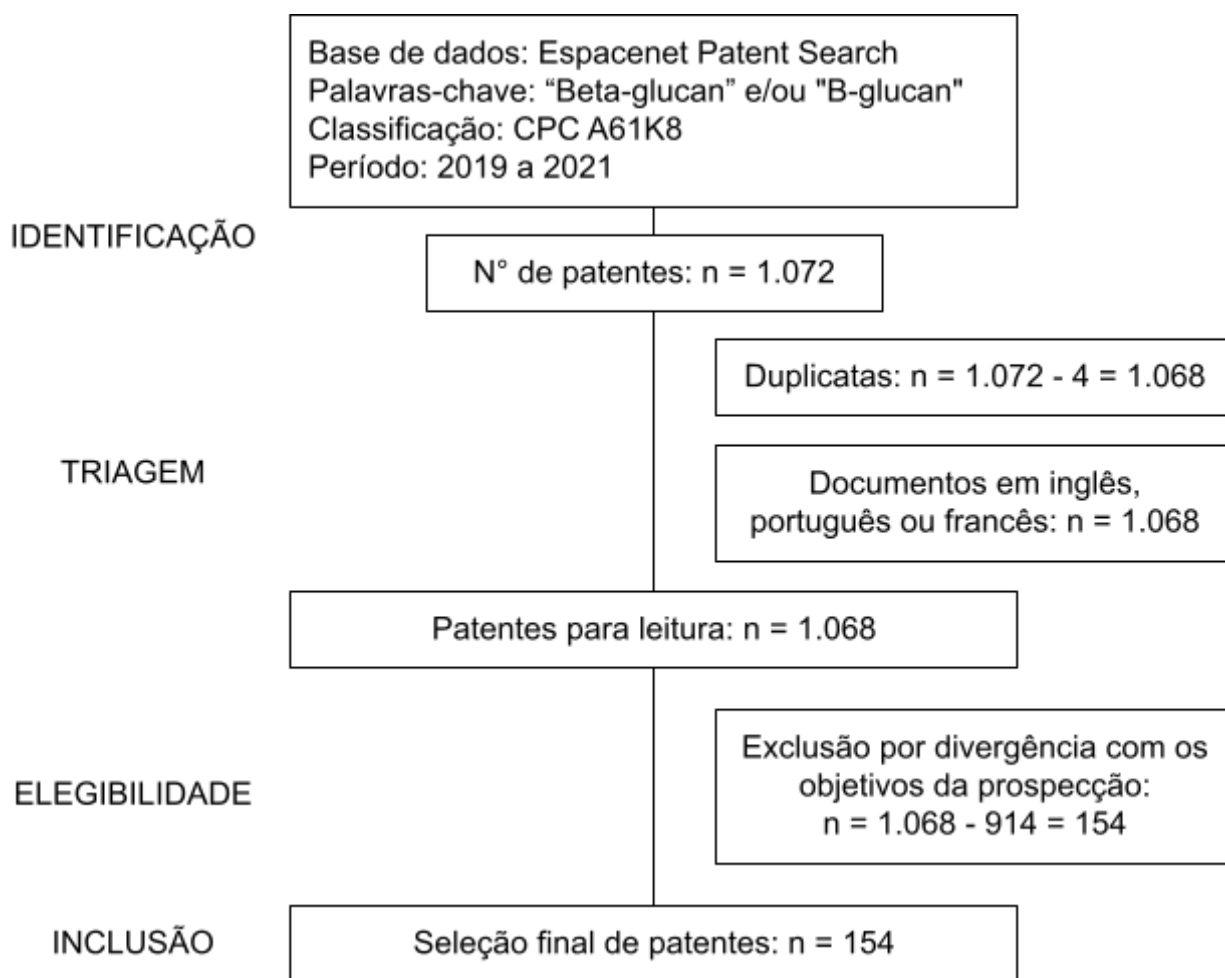 Base de dados: Espacenet Patent Search
Palavras-chave: “Beta-glucan” e/ou "B-glucan"
Classificação: CPC A61K8
Período: 2019 a 2021
IDENTIFICAÇÃO
N° de patentes: n = 1.072
Duplicatas: n = 1.072 - 4 = 1.068
TRIAGEM
Documentos em inglês,
português ou francês: n = 1.068
Patentes para leitura: n = 1.068
Exclusão por divergência com os
objetivos da prospecção:
n = 1.068 - 914 = 154
ELEGIBILIDADE
INCLUSÃO
Seleção final de patentes: n = 154